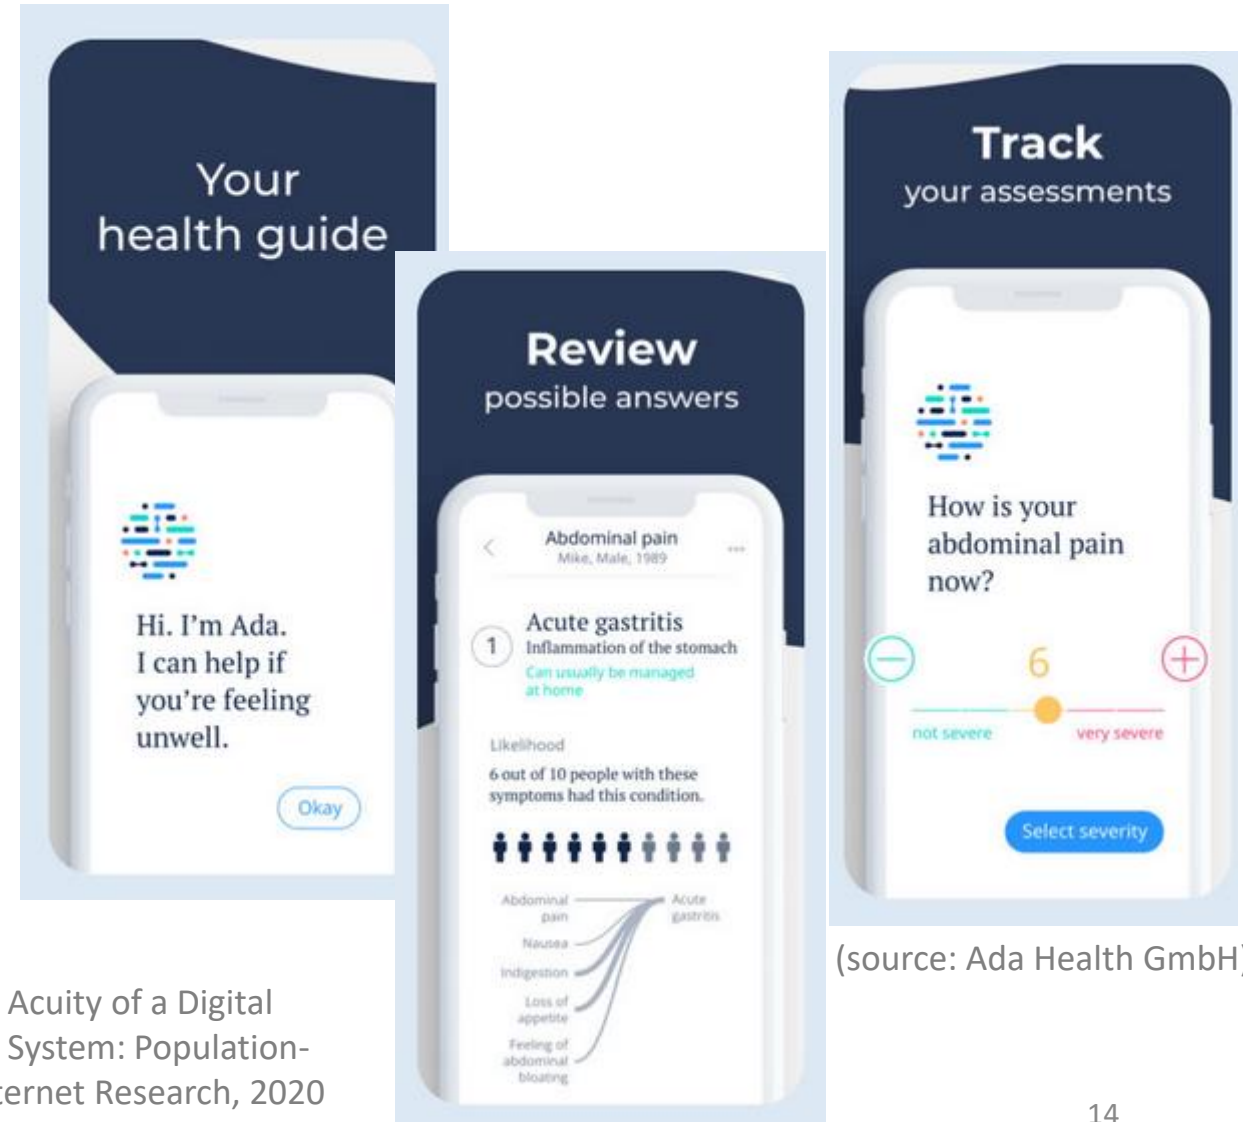 Your
health guide
Hi. I'm Ada.
I can help if
you're feeling
unwell.
Okay
Review
possible answers
Abdominal pain
Mike, Male, 1989
1
Acute gastritis
Inflammation of the stomach
Can usually be managed
at home
Likelihood
6 out of 10 people with these
symptoms had this condition.
Abdominal
pain
Nausea
Indigestion
Loss of
appetite
Feeling of
abdominal
bloating
Acute
gastritis
Track
your assessments
How is your
abdominal pain
now?
6
not severe
very severe
Select severity
(source: Ada Health GmbH)
Acuity of a Digital
System: Population-
ternet Research, 2020
14